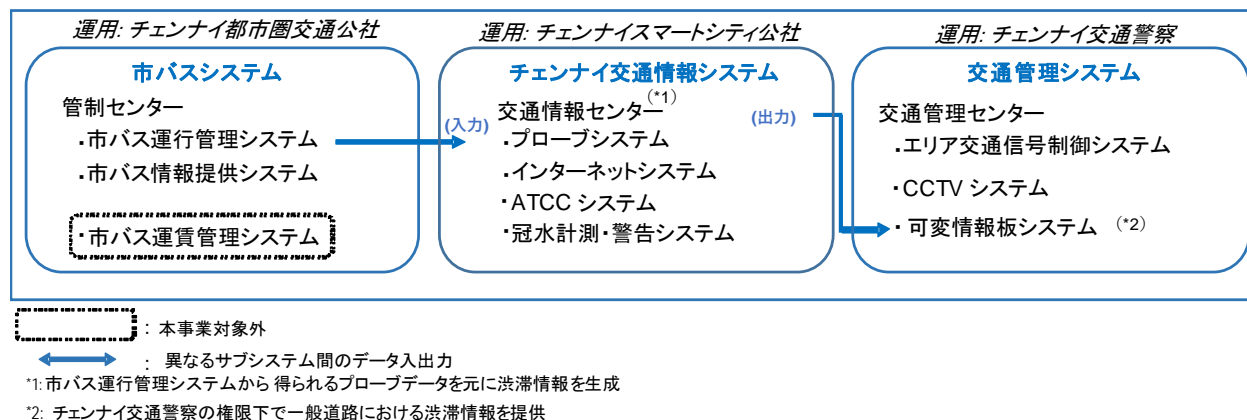 運用: チェンナイ都市圏交通公社
市バスシステム
管制センター
・市バス運行管理システム
・市バス情報提供システム
・市バス運賃管理システム
(入力)
運用: チェンナイスマートシティ公社
チェンナイ交通情報システム
交通情報センター(*1)
・プローブシステム
・インターネットシステム
・ATCC システム
・冠水計測・警告システム
(出力)
運用: チェンナイ交通警察
交通管理システム
交通管理センター
・エリア交通信号制御システム
・CCTV システム
・可変情報板システム (*2)
: 本事業対象外
: 異なるサブシステム間のデータ入出力
*1: 市バス運行管理システムから得られるプローブデータを元に渋滞情報を生成
*2: チェンナイ交通警察の権限下で一般道路における渋滞情報を提供